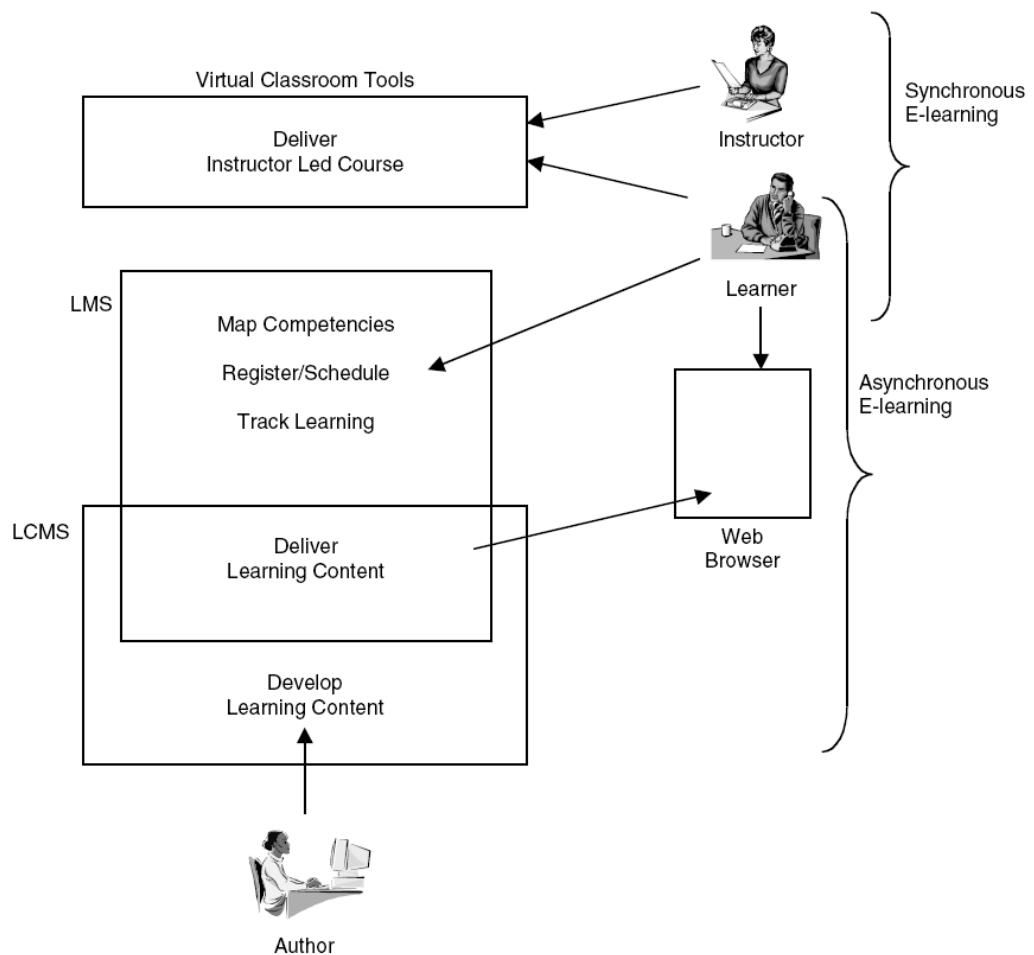 Virtual Classroom Tools
Deliver
Instructor Led Course
Instructor
Synchronous
E-learning
Learner
LMS
Map Competencies
Register/Schedule
Track Learning
Asynchronous
E-learning
LCMS
Deliver
Learning Content
Web
Browser
Develop
Learning Content
Author